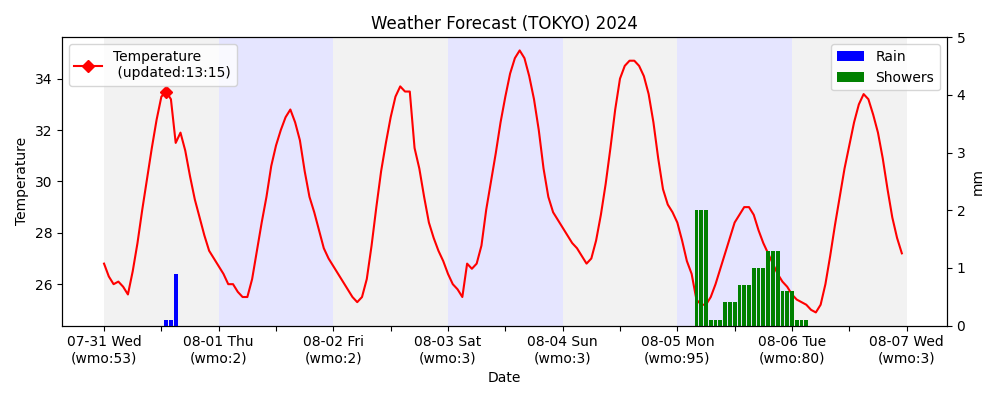 Weather Forecast (TOKYO) 2024
Temperature
(updated:13:15)
Rain
Showers
Temperature
34
32
30
28
26
5
4
3
2
1
0
mm
07-31 Wed
(wmo:53)
08-01 Thu
(wmo:2)
08-02 Fri
(wmo:2)
08-03 Sat
(wmo:3)
08-04 Sun
(wmo:3)
08-05 Mon
(wmo:95)
08-06 Tue
(wmo:80)
08-07 Wed
(wmo:3)
Date